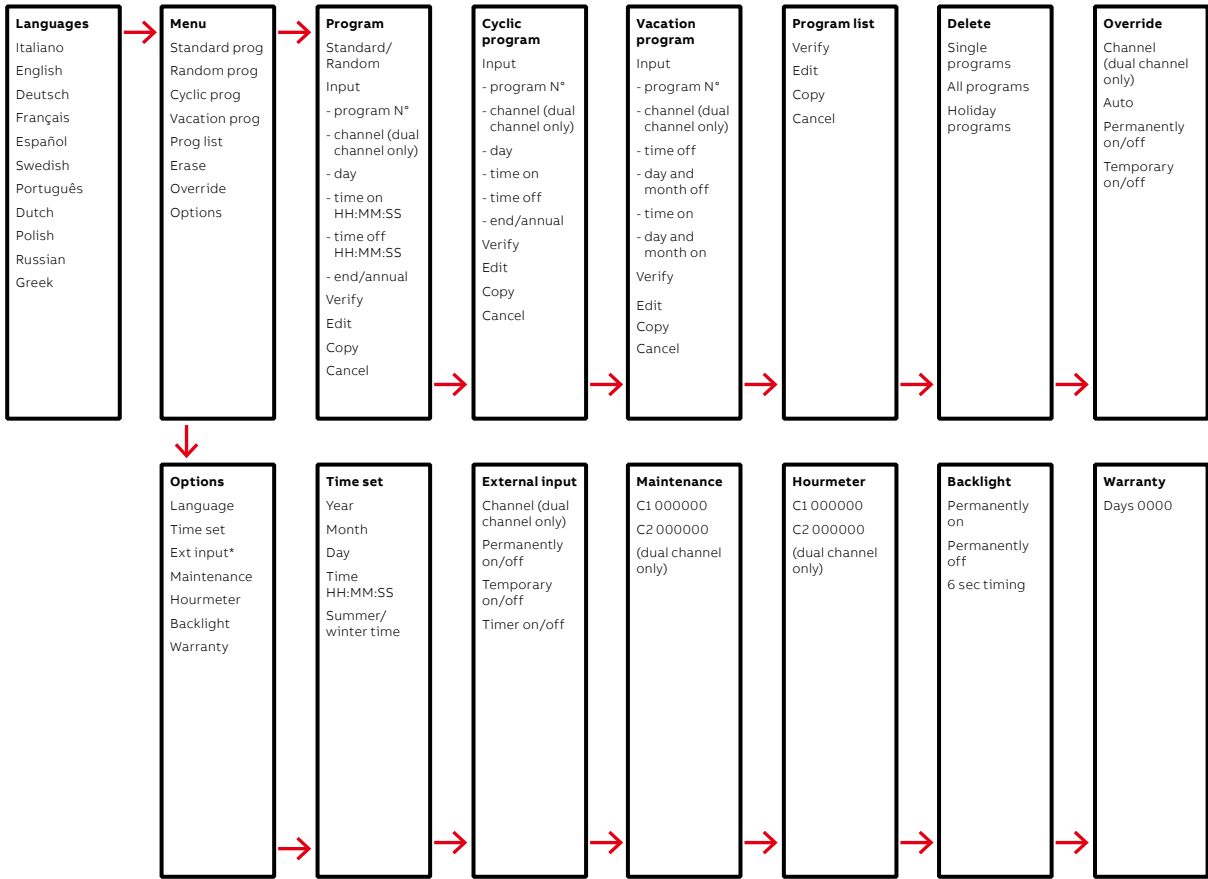 Languages
Italiano
English
Deutsch
Français
Español
Swedish
Português
Dutch
Polish
Russian
Greek
Menu
Standard prog
Random prog
Cyclic prog
Vacation prog
Prog list
Erase
Override
Options
Program
Standard/
Random
Input
- program N°
- channel (dual
channel only)
- day
- time on
HH:MM:SS
- time off
HH:MM:SS
- end/annual
Verify
Edit
Copy
Cancel
Cyclic
program
Input
- program N°
- channel (dual
channel only)
- day
- time on
- time off
- end/annual
Verify
Edit
Copy
Cancel
Vacation
program
Input
- program N°
- channel (dual
channel only)
- time off
- day and
month off
- time on
- day and
month on
Verify
Edit
Copy
Cancel
Program list
Verify
Edit
Copy
Cancel
Delete
Single
programs
All programs
Holiday
programs
Override
Channel
(dual channel
only)
Auto
Permanently
on/off
Temporary
on/off
Options
Language
Time set
Ext input*
Maintenance
Hourmeter
Backlight
Warranty
Time set
Year
Month
Day
Time
HH:MM:SS
Summer/
winter time
External input
Channel (dual
channel only)
Permanently
on/off
Temporary
on/off
Timer on/off
Maintenance
C1 000000
C2 000000
(dual channel
only)
Hourmeter
C1 000000
C2 000000
(dual channel
only)
Backlight
Permanently
on
Permanently
off
6 sec timing
Warranty
Days 0000